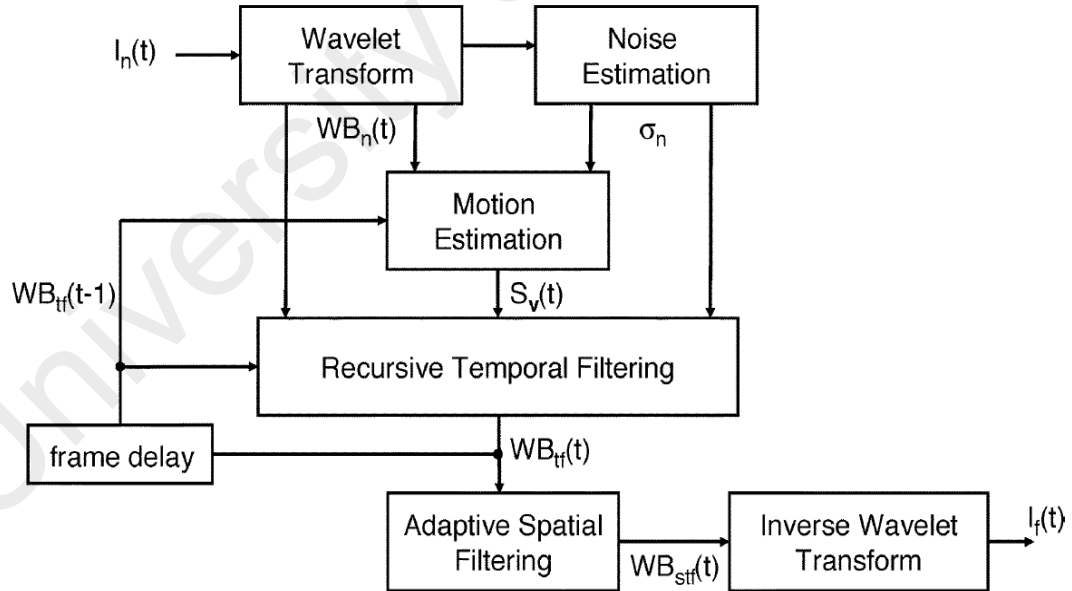 University
I_n(t)
Wavelet
Transform
Noise
Estimation
WB_n(t)
σ_n
Motion
Estimation
WB_tf(t-1)
S_v(t)
Recursive Temporal Filtering
frame delay
WB_tf(t)
Adaptive Spatial
Filtering
WB_stf(t)
Inverse Wavelet
Transform
I_f(t)